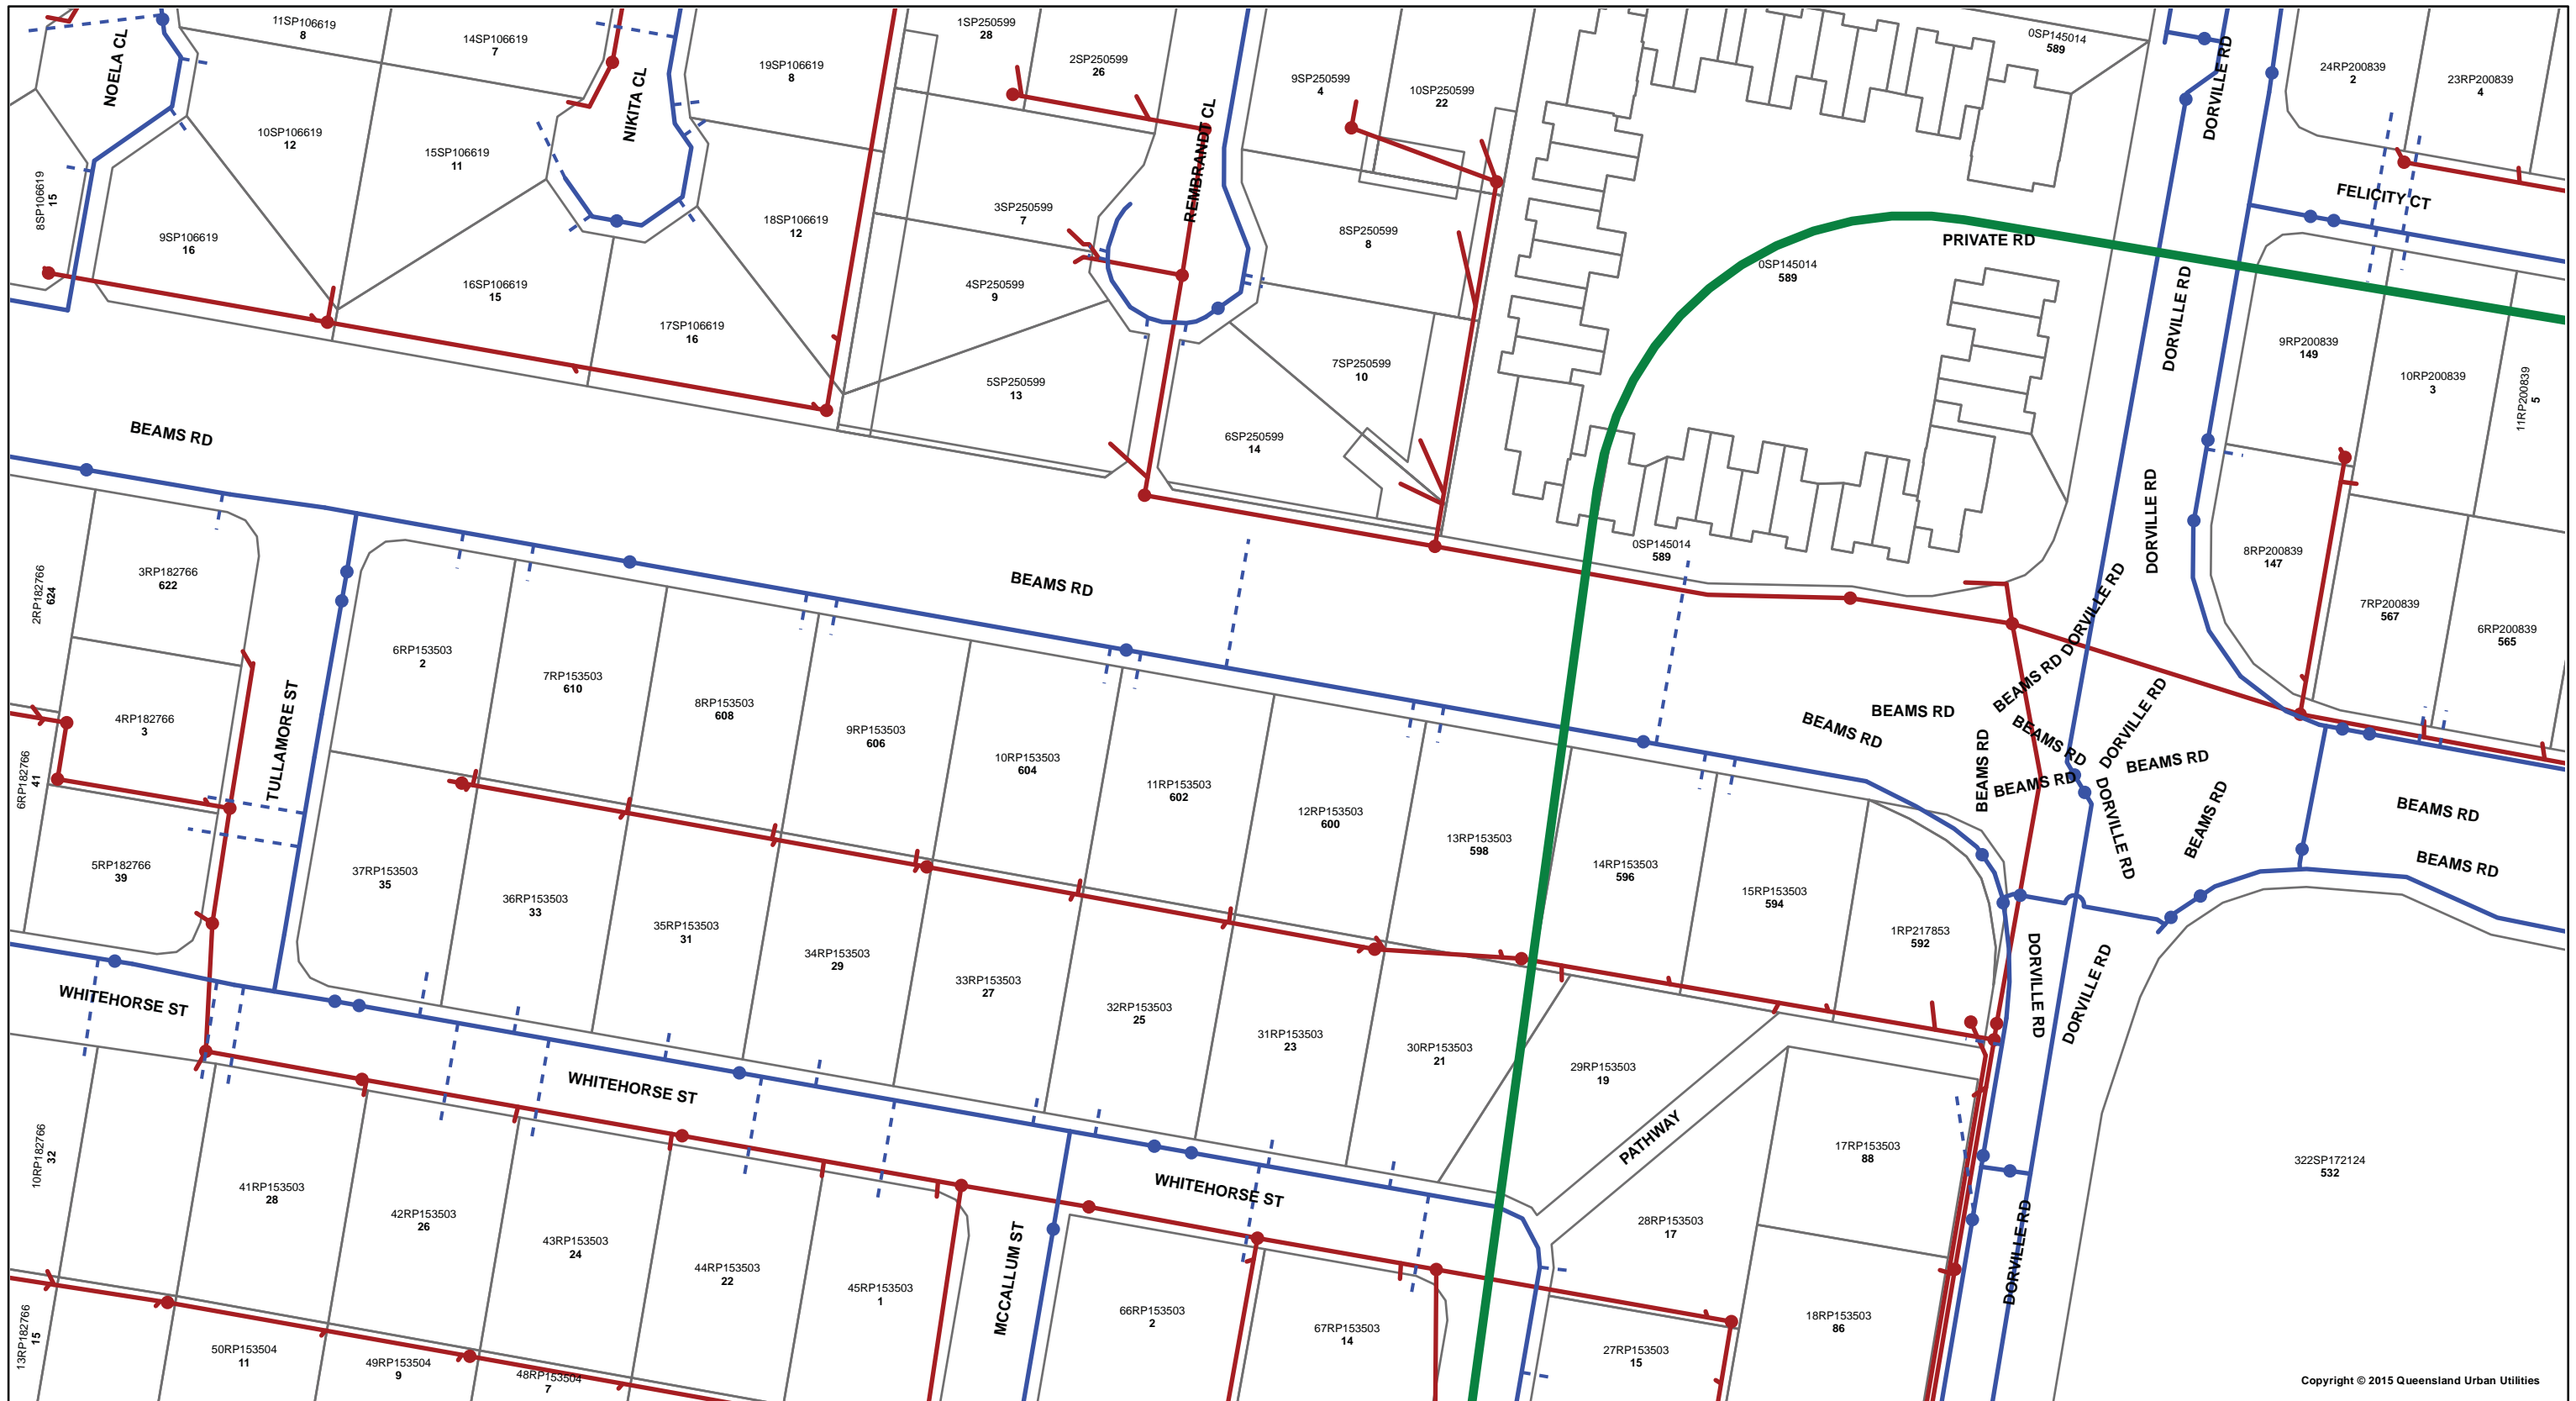 11SP106619
8
14SP106619
7
19SP106619
8
1SP250599
28
2SP250599
26
9SP250599
4
10SP250599
22
0SP145014
589
24RP200839
2
23RP200839
4
NOELA CL
NIKITA CL
REMBRANDT CL
DORVILLE RD
10SP106619
12
15SP106619
11
8SP106619
15
9SP106619
16
16SP106619
15
18SP106619
12
17SP106619
16
3SP250599
7
4SP250599
9
5SP250599
13
8SP250599
8
7SP250599
10
6SP250599
14
PRIVATE RD
0SP145014
589
FELICITY CT
DORVILLE RD
9RP200839
149
10RP200839
3
11RP200839
5
BEAMS RD
DORVILLE RD
0SP145014
589
8RP200839
147
7RP200839
567
6RP200839
565
2RP182766
624
3RP182766
622
BEAMS RD
DORVILLE RD
BEAMS RD
6RP153503
2
7RP153503
610
8RP153503
608
9RP153503
606
10RP153503
604
11RP153503
602
12RP153503
600
13RP153503
598
14RP153503
596
15RP153503
594
1RP217853
592
4RP182766
3
6RP182766
41
5RP182766
39
TULLAMORE ST
BEAMS RD
BEAMS RD
BEAMS RD
BEAMS RD
BEAMS RD
DORVILLE RD
BEAMS RD
DORVILLE RD
BEAMS RD
BEAMS RD
BEAMS RD
37RP153503
35
36RP153503
33
35RP153503
31
34RP153503
29
33RP153503
27
32RP153503
25
31RP153503
23
30RP153503
21
29RP153503
19
DORVILLE RD
DORVILLE RD
WHITEHORSE ST
WHITEHORSE ST
WHITEHORSE ST
PATHWAY
17RP153503
88
322SP172124
532
10RP182766
32
41RP153503
28
42RP153503
26
43RP153503
24
44RP153503
22
45RP153503
1
MCCALLUM ST
66RP153503
2
67RP153503
14
28RP153503
17
18RP153503
86
27RP153503
15
DORVILLE RD
13RP182766
15
50RP153504
11
49RP153504
9
48RP153504
7
Copyright © 2015 Queensland Urban Utilities